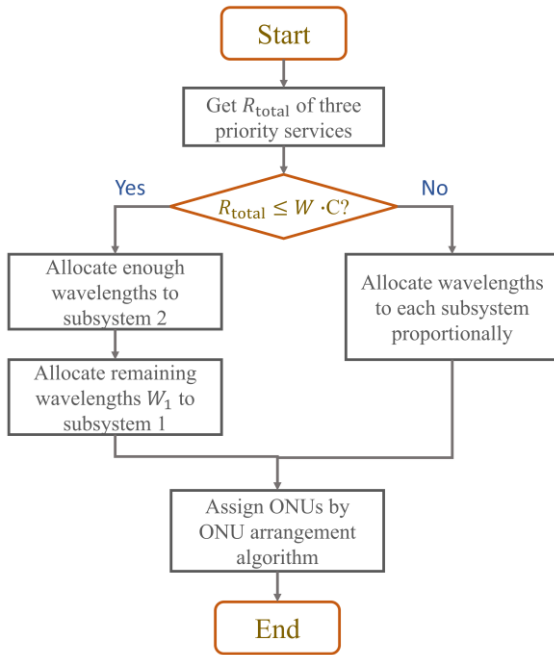 Start
Get R_total of three
priority services
Yes
No
R_total ≤ W ·C?
Allocate enough
wavelengths to
subsystem 2
Allocate wavelengths
to each subsystem
proportionally
Allocate remaining
wavelengths W₁ to
subsystem 1
Assign ONUs by
ONU arrangement
algorithm
End